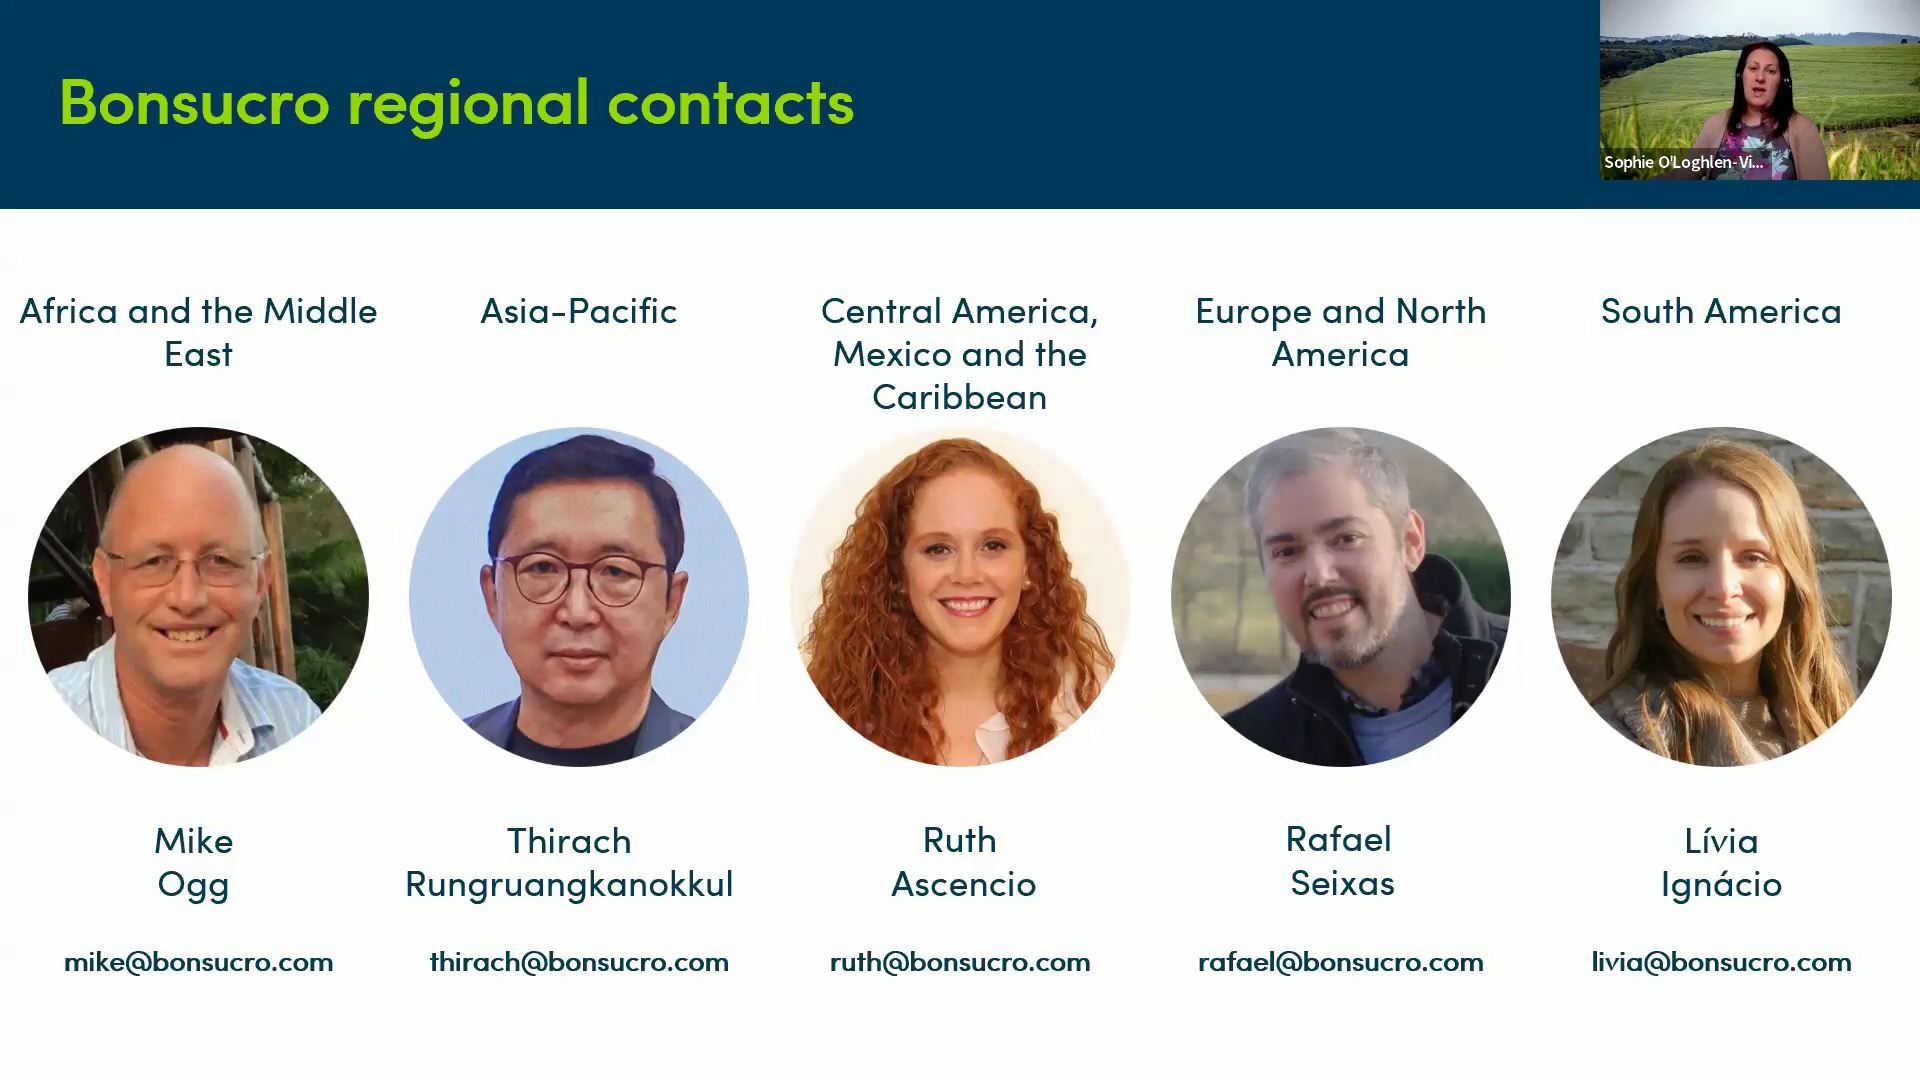 Bonsucro regional contacts
Sophie O'Loghlen-Vi...
Africa and the Middle
East
Asia-Pacific
Central America,
Mexico and the
Caribbean
Europe and North
America
South America
Mike
Ogg
Thirach
Rungruangkanokkul
Ruth
Ascencio
Rafael
Seixas
Lívia
Ignácio
mike@bonsucro.com
thirach@bonsucro.com
ruth@bonsucro.com
rafael@bonsucro.com
livia@bonsucro.com